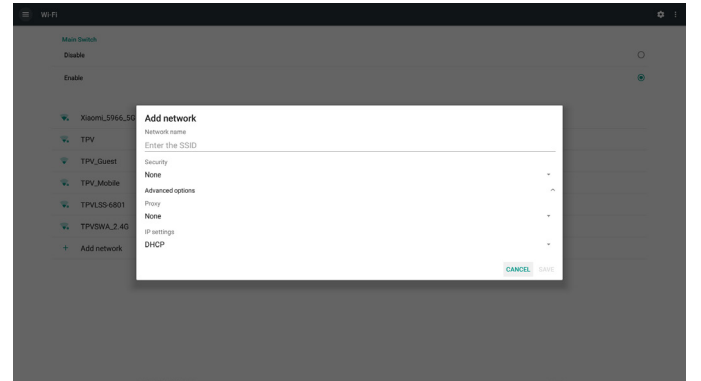 Wi-Fi
Main Switch
Disable
Enable
Xiaomi_5966_5G
TPV
TPV_Guest
TPV_Mobile
TPVLSS-6801
TPVSWA_2.4G
Add network
Add network
Network name
Enter the SSID
Security
None
Advanced options
Proxy
None
IP settings
DHCP
CANCEL SAVE